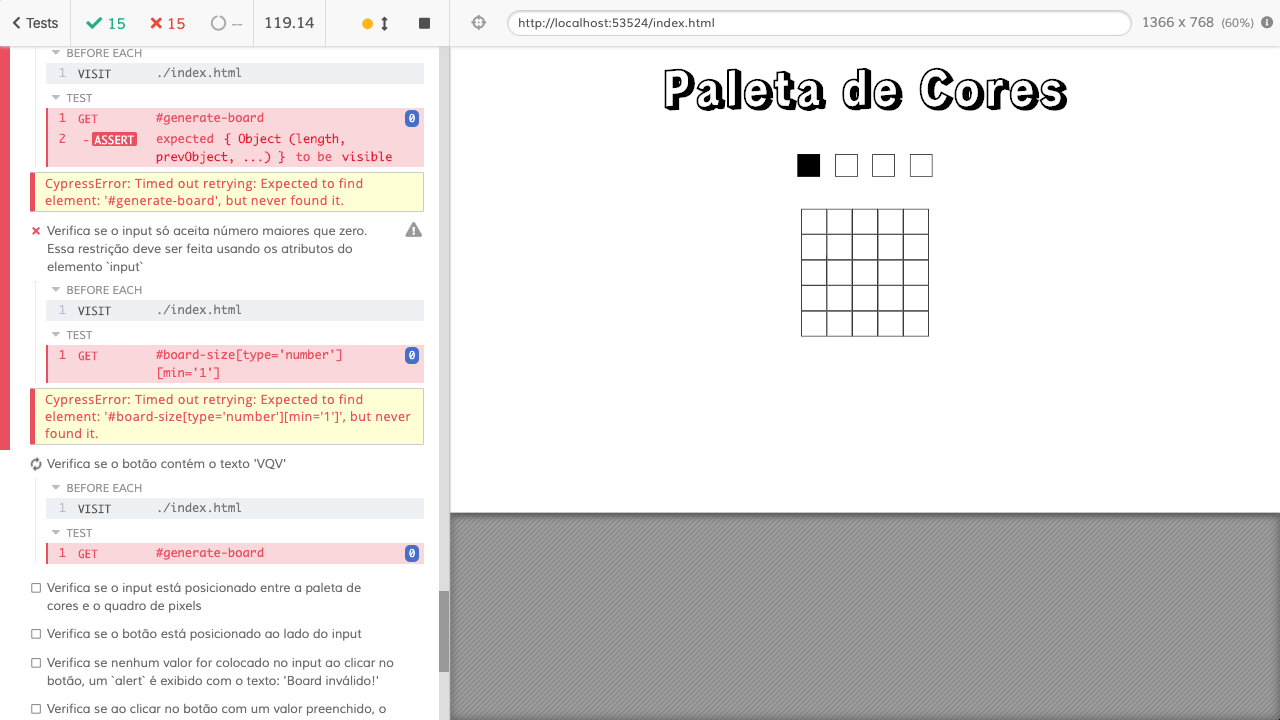 Tests 15 15 -- 119.14 http://localhost:53524/index.html 1366 x 768 (60%)
BEFORE EACH
1 VISIT ./index.html
TEST
1 GET #generate-board 0
2 - ASSERT expected { Object (length,
prevObject, ...) } to be visible
CypressError: Timed out retrying: Expected to find
element: '#generate-board', but never found it.
Verifica se o input só aceita número maiores que zero.
Essa restrição deve ser feita usando os atributos do
elemento `input`
BEFORE EACH
1 VISIT ./index.html
TEST
1 GET #board-size[type='number'] 0
[min='1']
CypressError: Timed out retrying: Expected to find
element: '#board-size[type='number'][min='1']', but never
found it.
Verifica se o botão contém o texto 'VQV'
BEFORE EACH
1 VISIT ./index.html
TEST
1 GET #generate-board 0
Verifica se o input está posicionado entre a paleta de
cores e o quadro de pixels
Verifica se o botão está posicionado ao lado do input
Verifica se nenhum valor for colocado no input ao clicar no
botão, um `alert` é exibido com o texto: 'Board inválido!'
Verifica se ao clicar no botão com um valor preenchido, o
Paleta de Cores